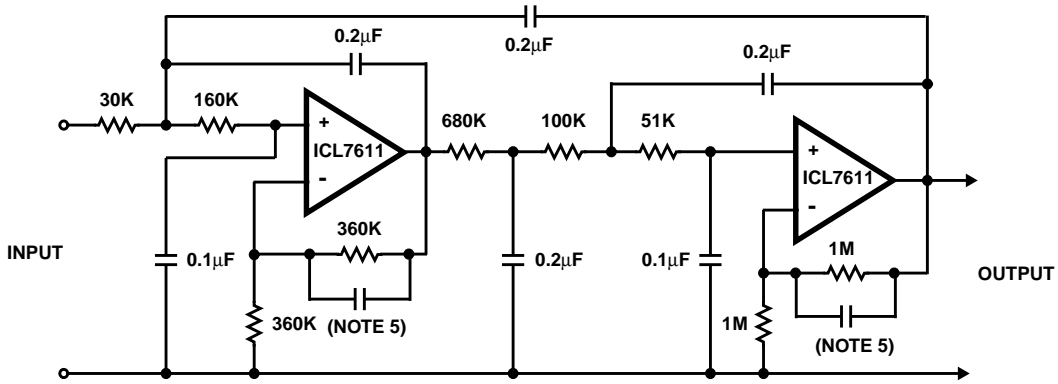 0.2μF
0.2μF
0.2μF
30K
160K
680K
100K
51K
+
ICL7611
-
+
ICL7611
-
360K
1M
INPUT
0.1μF
0.2μF
0.1μF
OUTPUT
360K
(NOTE 5)
1M
(NOTE 5)